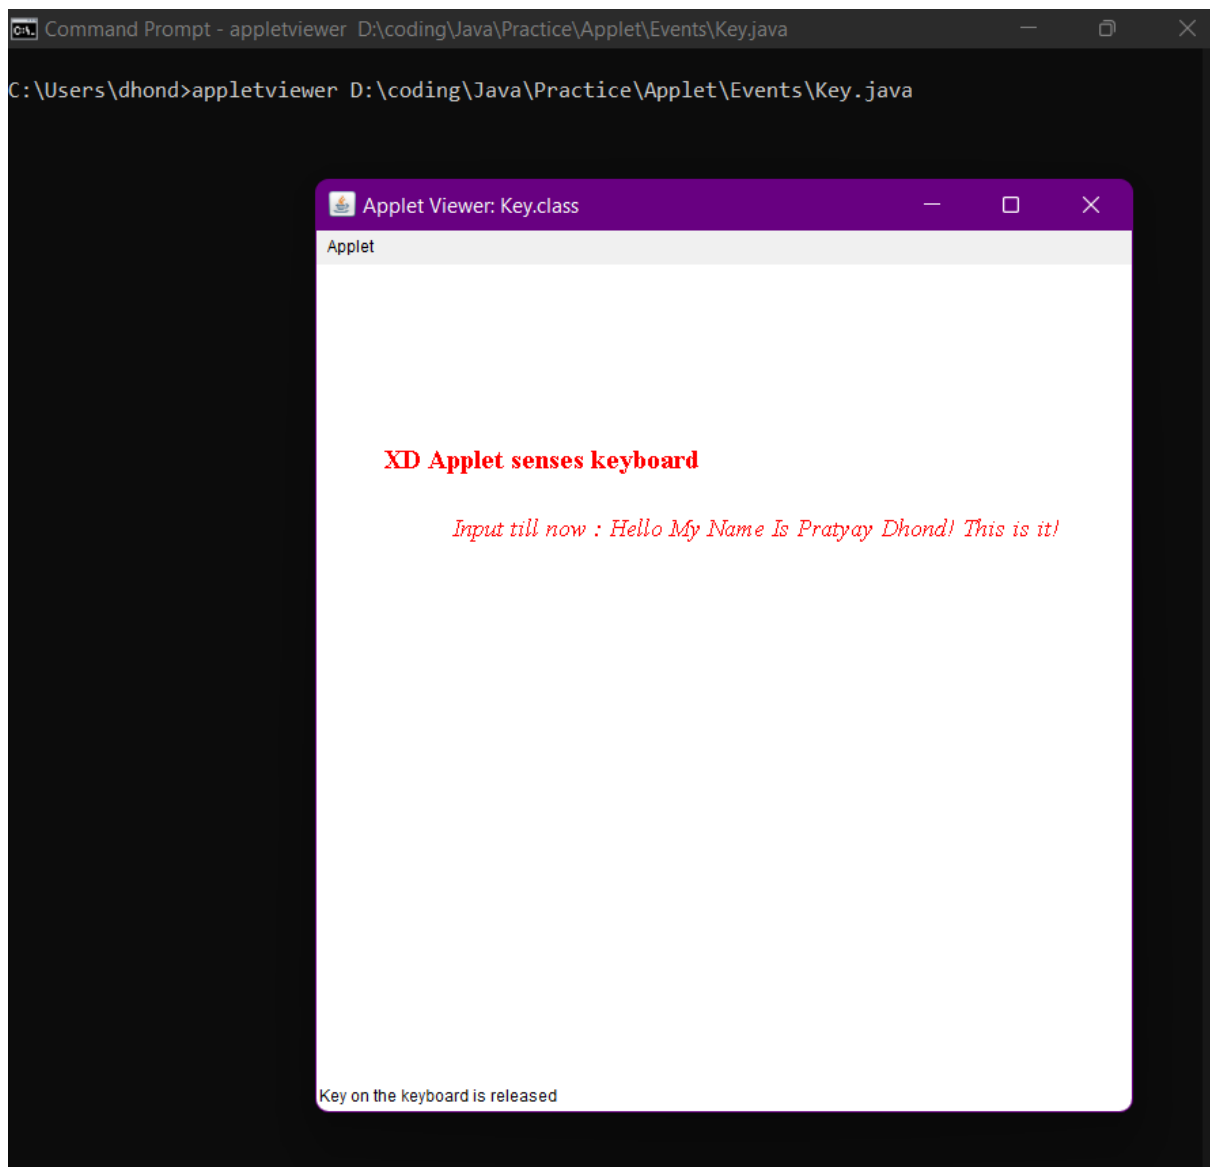 Command Prompt - appletviewer D:\coding\Java\Practice\Applet\Events\Key.java
C:\Users\dhond>appletviewer D:\coding\Java\Practice\Applet\Events\Key.java
Applet Viewer: Key.class
Applet
XD Applet senses keyboard
Input till now : Hello My Name Is Pratyay Dhond! This is it!
Key on the keyboard is released